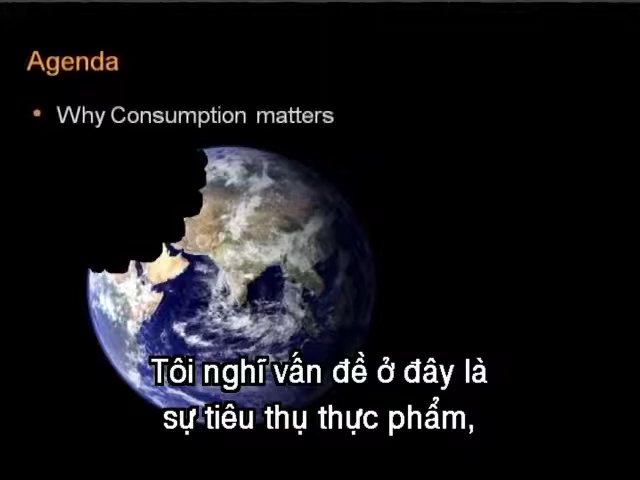 Agenda
• Why Consumption matters
Tôi nghĩ vấn đề ở đây là
sự tiêu thụ thực phẩm,